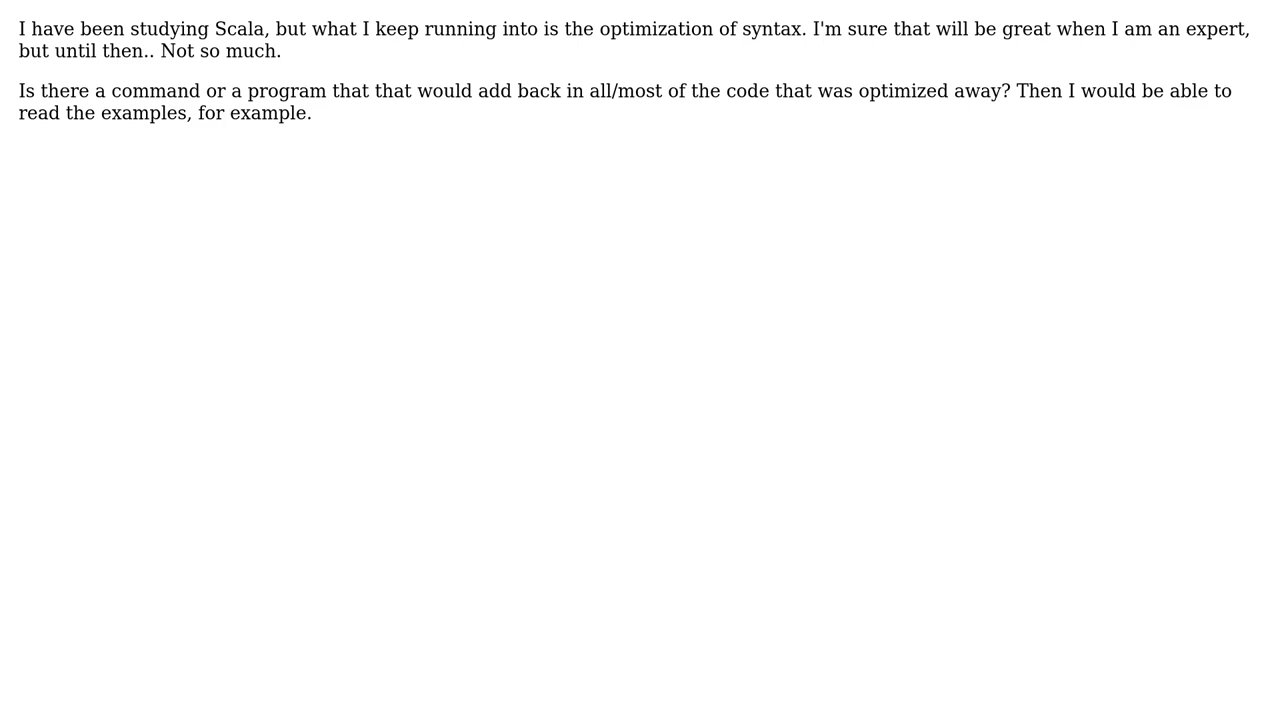 I have been studying Scala, but what I keep running into is the optimization of syntax. I'm sure that will be great when I am an expert,
but until then.. Not so much.
Is there a command or a program that that would add back in all/most of the code that was optimized away? Then I would be able to
read the examples, for example.